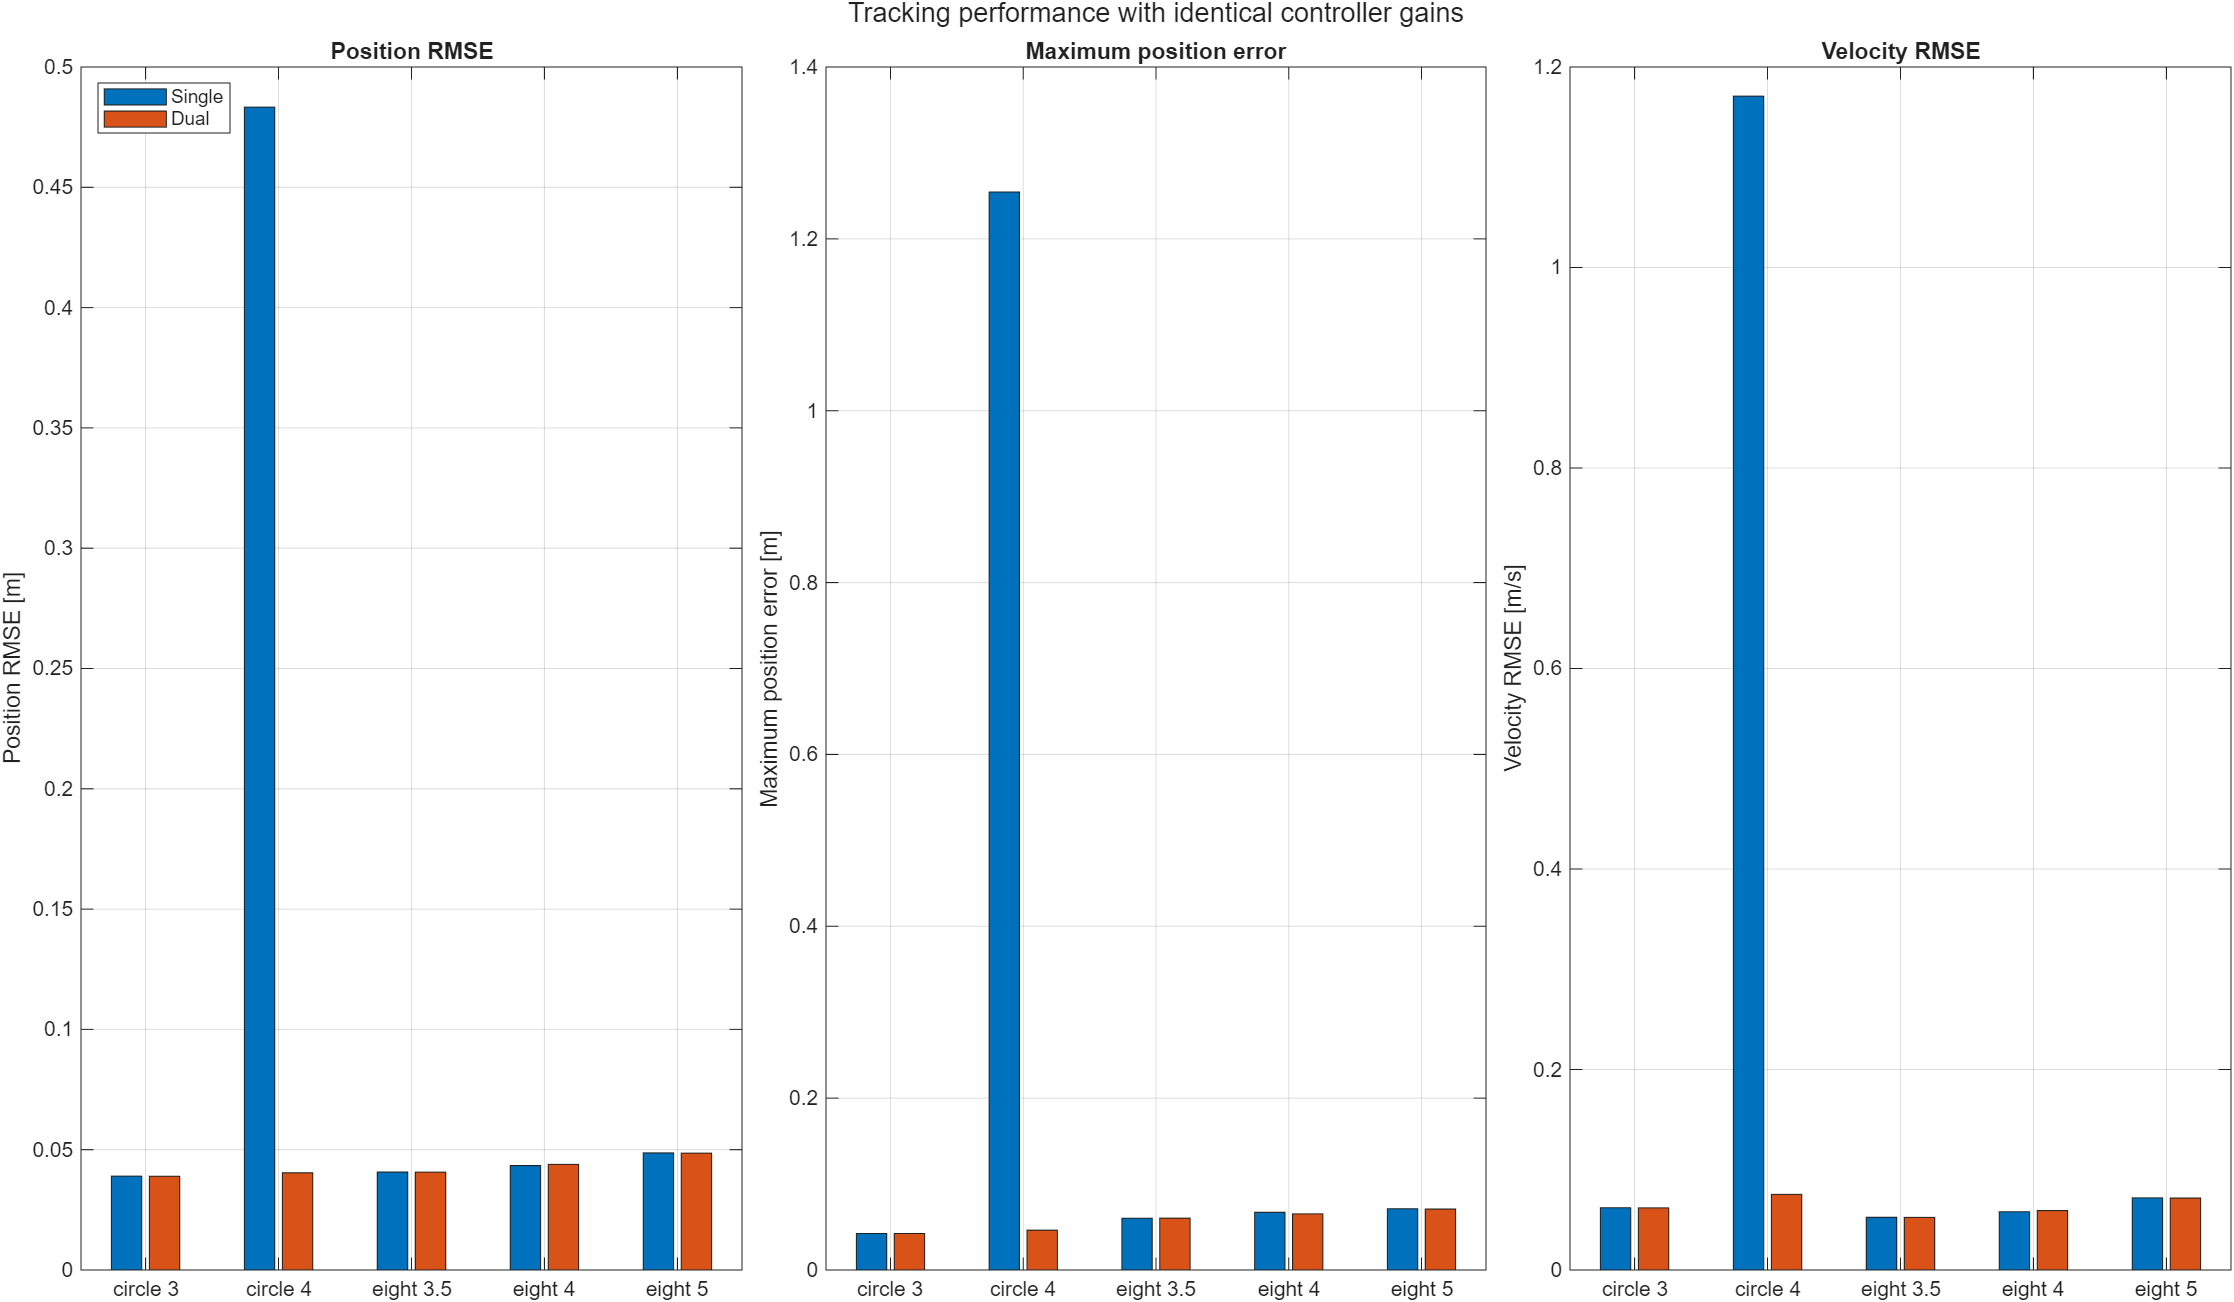 Tracking performance with identical controller gains
Position RMSE
Position RMSE [m]
0.5
0.45
0.4
0.35
0.3
0.25
0.2
0.15
0.1
0.05
0
Single
Dual
circle 3
circle 4
eight 3.5
eight 4
eight 5
Maximum position error
Maximum position error [m]
1.4
1.2
1
0.8
0.6
0.4
0.2
0
circle 3
circle 4
eight 3.5
eight 4
eight 5
Velocity RMSE
Velocity RMSE [m/s]
1.2
1
0.8
0.6
0.4
0.2
0
circle 3
circle 4
eight 3.5
eight 4
eight 5